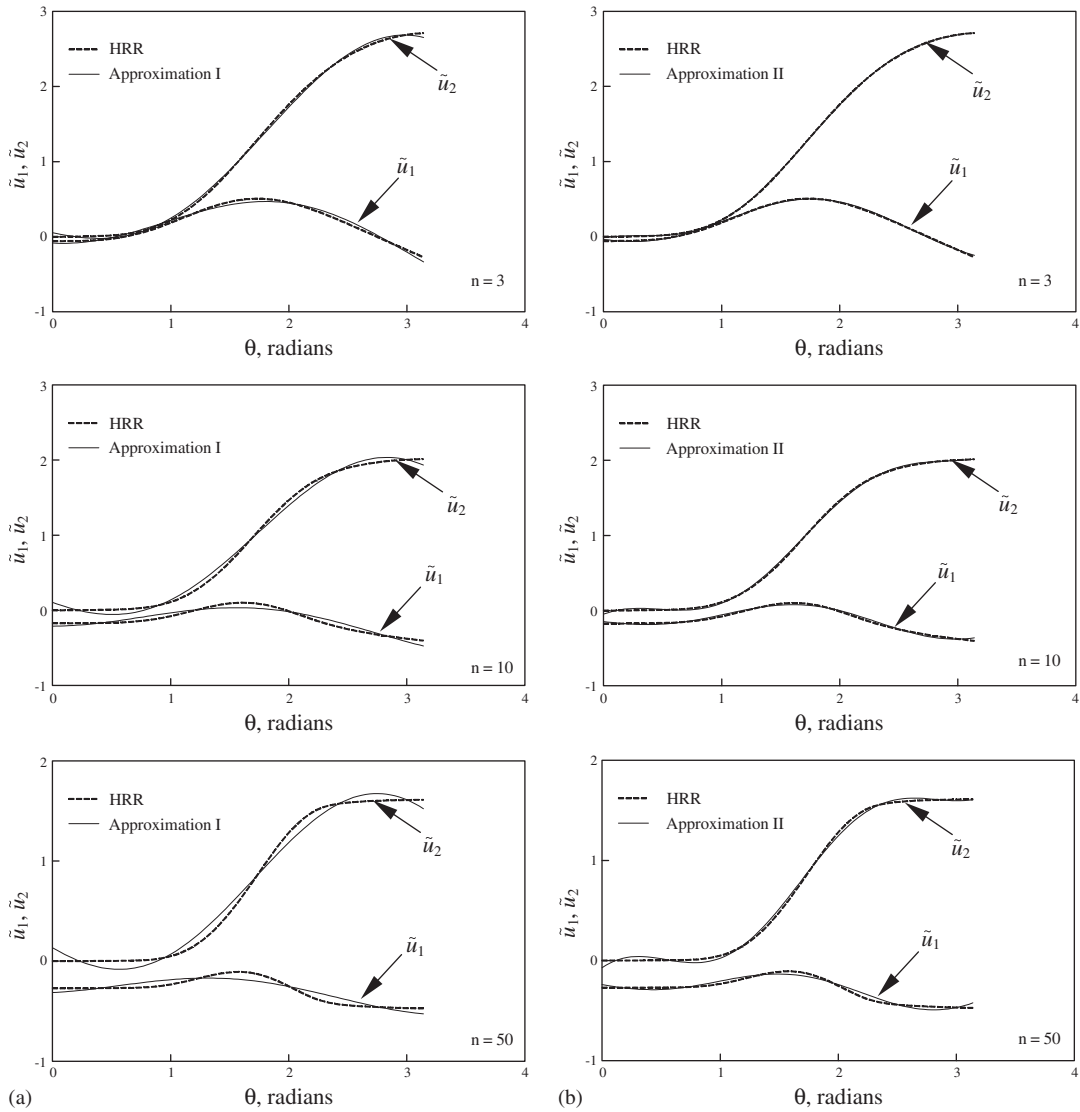 3
HRR
Approximation I
2
ũ₂
ũ₁, ũ₂
1
ũ₁
0
n = 3
-1
0 1 2 3 4
θ, radians
3
HRR
Approximation II
2
ũ₂
ũ₁, ũ₂
1
ũ₁
0
n = 3
-1
0 1 2 3 4
θ, radians
3
HRR
Approximation I
2
ũ₂
ũ₁, ũ₂
1
ũ₁
0
n = 10
-1
0 1 2 3 4
θ, radians
3
HRR
Approximation II
2
ũ₂
ũ₁, ũ₂
1
ũ₁
0
n = 10
-1
0 1 2 3 4
θ, radians
2
HRR
Approximation I
ũ₂
1
ũ₁, ũ₂
ũ₁
0
n = 50
-1
0 1 2 3 4
(a) θ, radians
2
HRR
Approximation II
ũ₂
1
ũ₁, ũ₂
ũ₁
0
n = 50
-1
0 1 2 3 4
(b) θ, radians